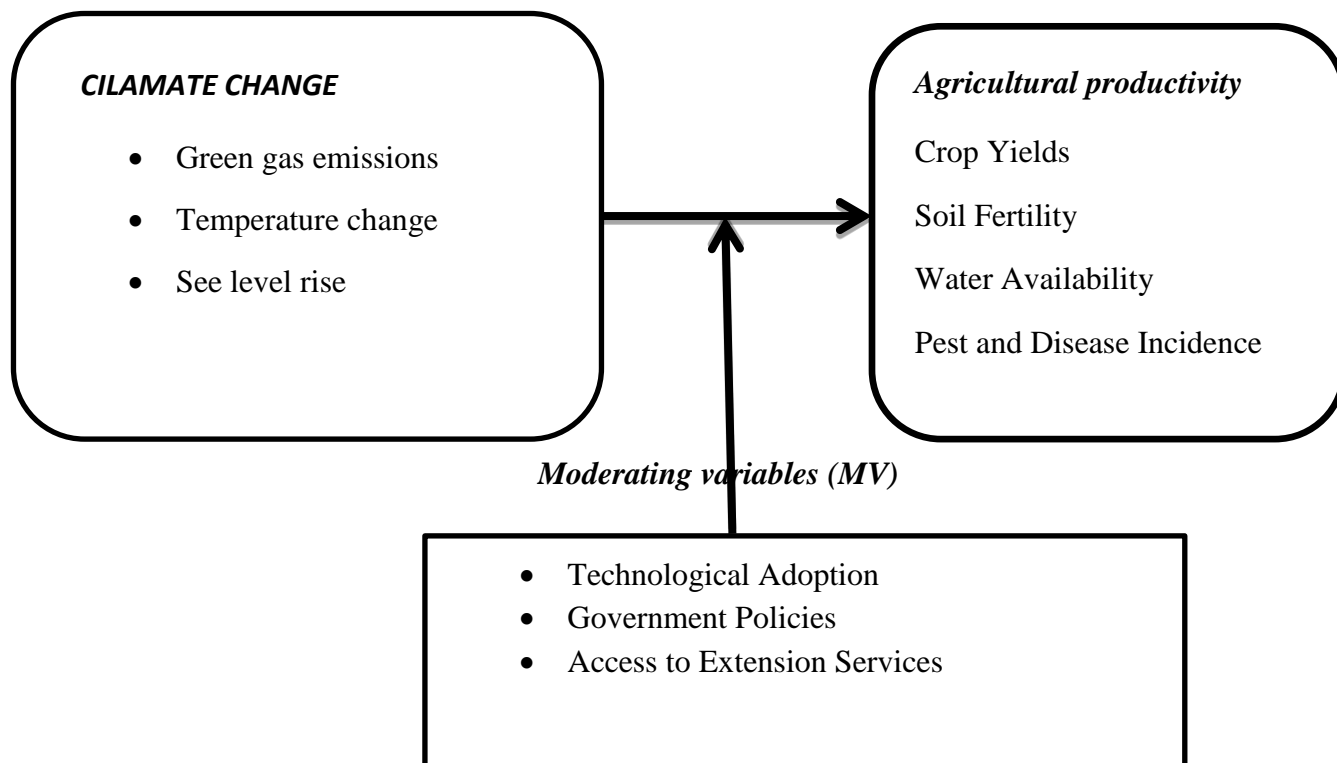 CILAMATE CHANGE
• Green gas emissions
• Temperature change
• See level rise
Agricultural productivity
Crop Yields
Soil Fertility
Water Availability
Pest and Disease Incidence
Moderating variables (MV)
• Technological Adoption
• Government Policies
• Access to Extension Services